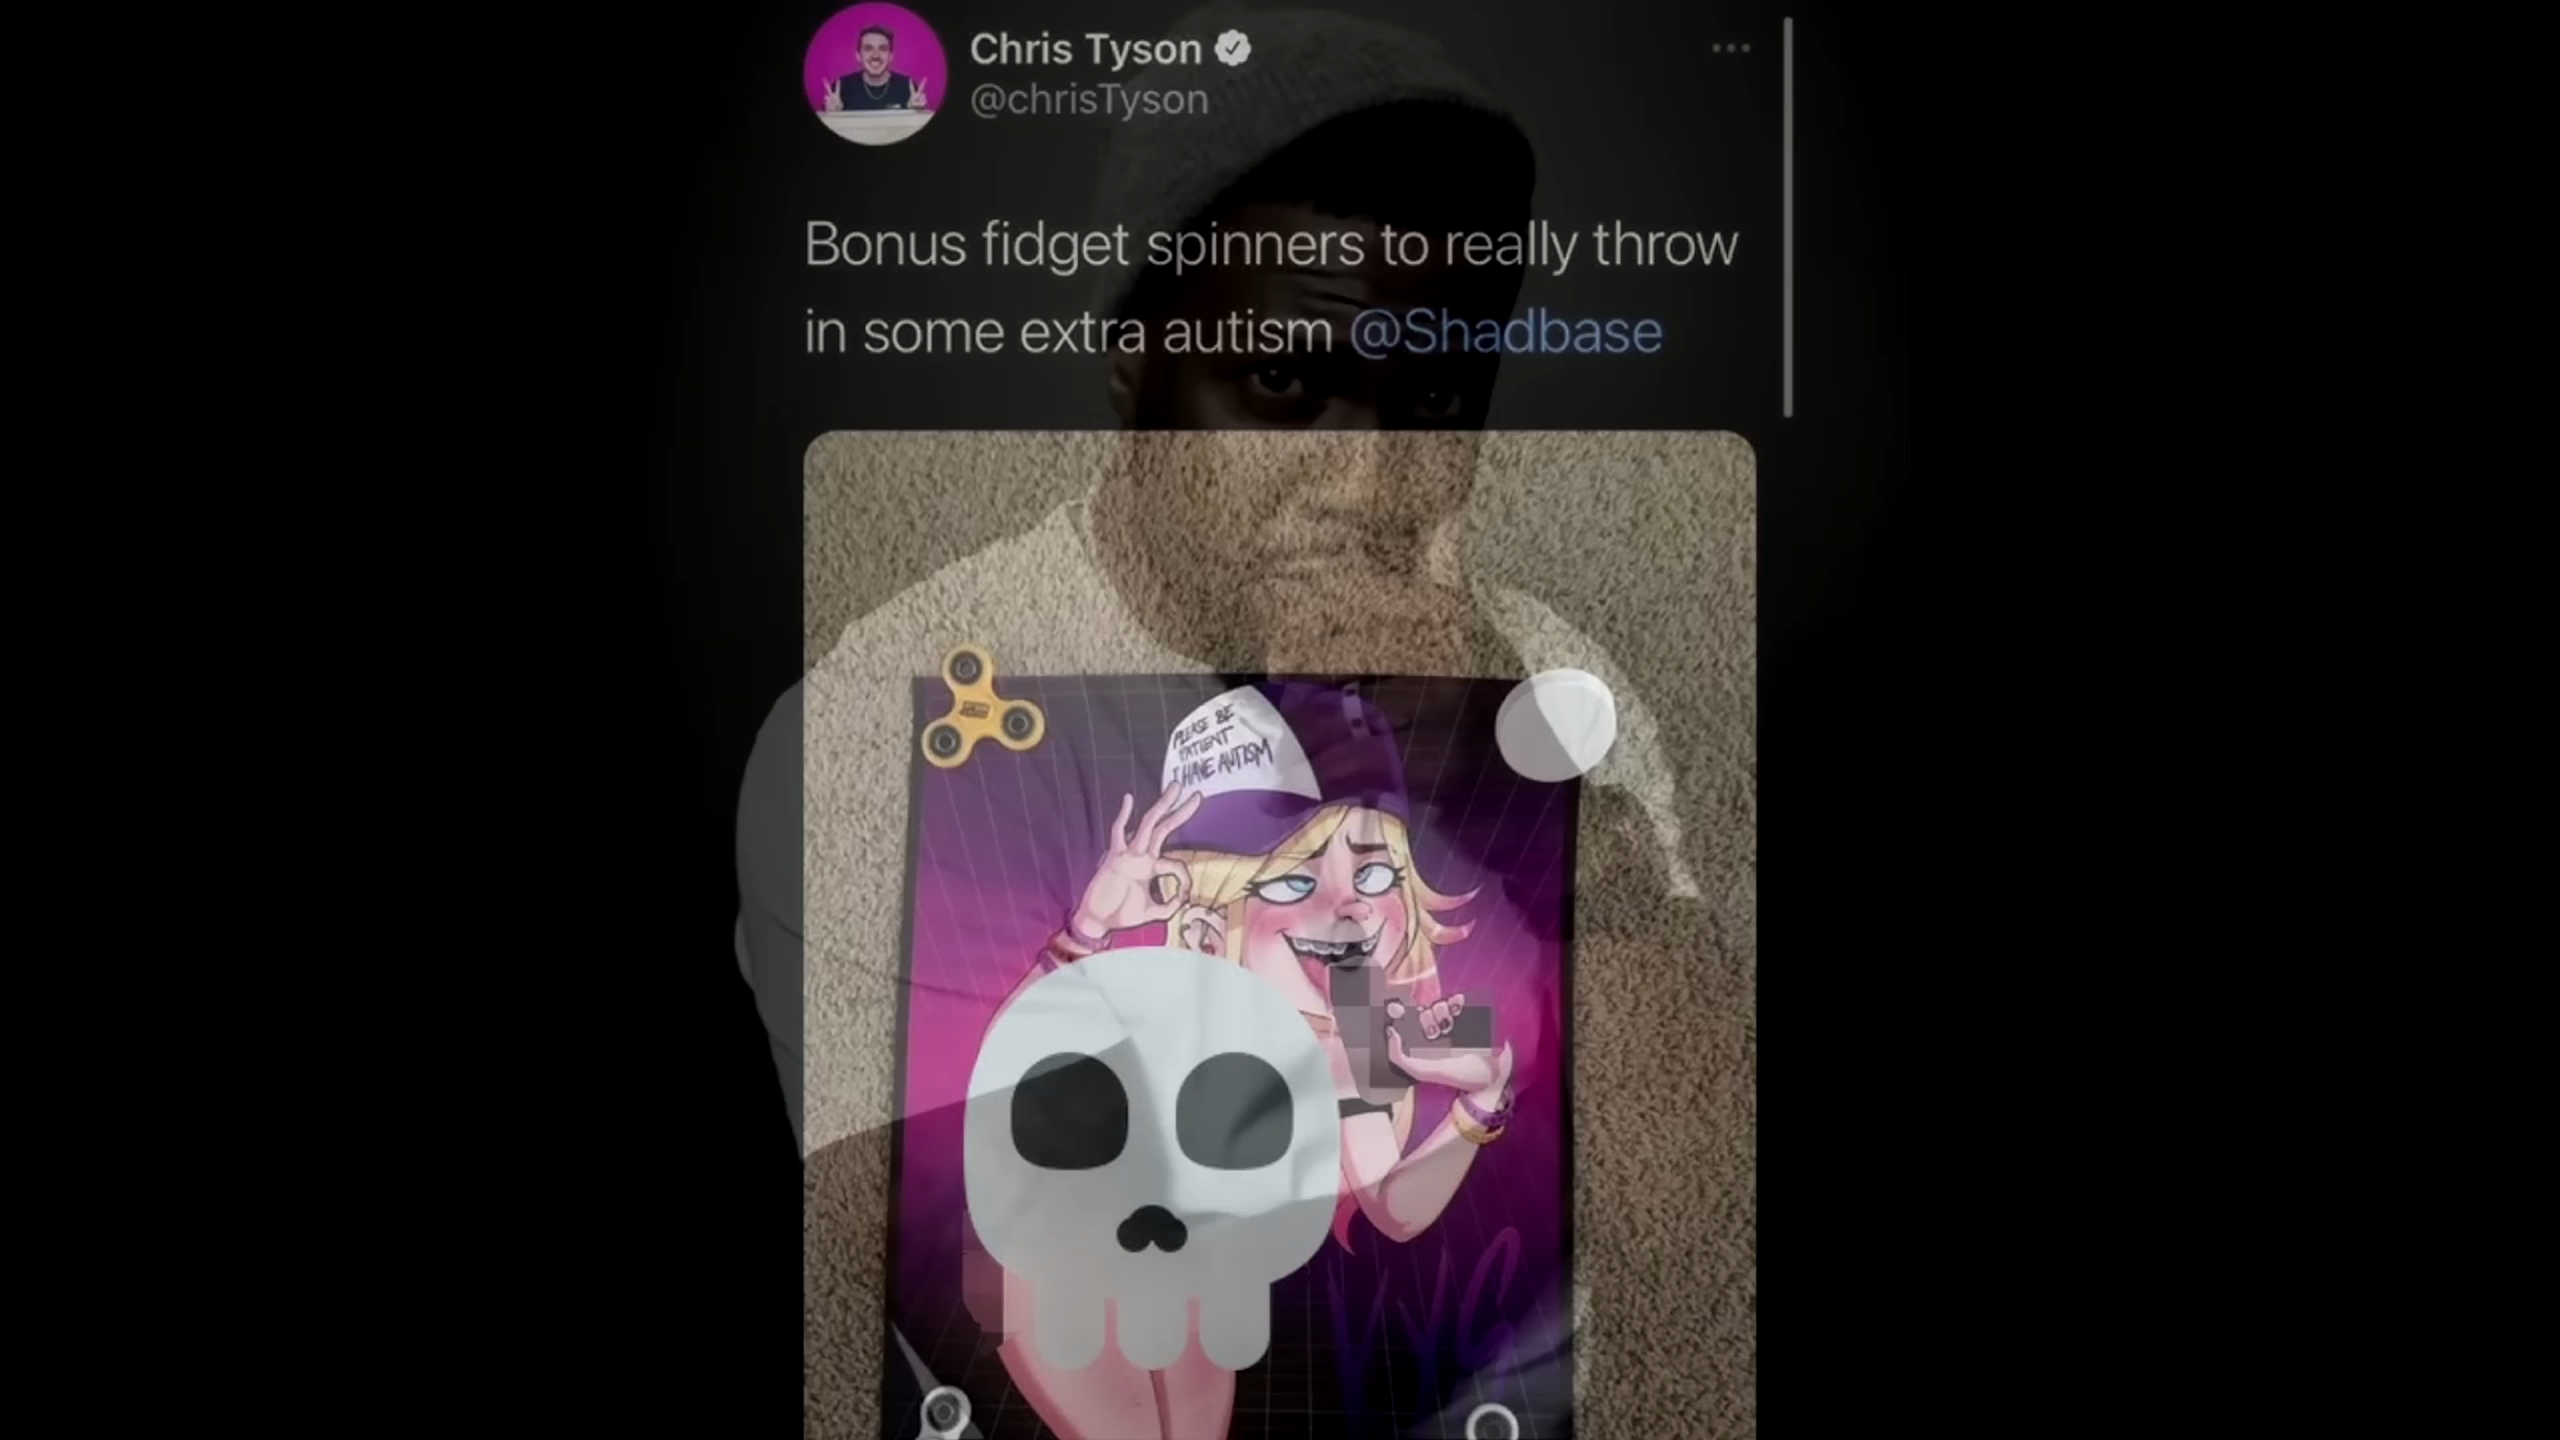 Chris Tyson
@chrisTyson
Bonus fidget spinners to really throw
in some extra autism @Shadbase
PLEASE BE
PATIENT
I HAVE AUTISM